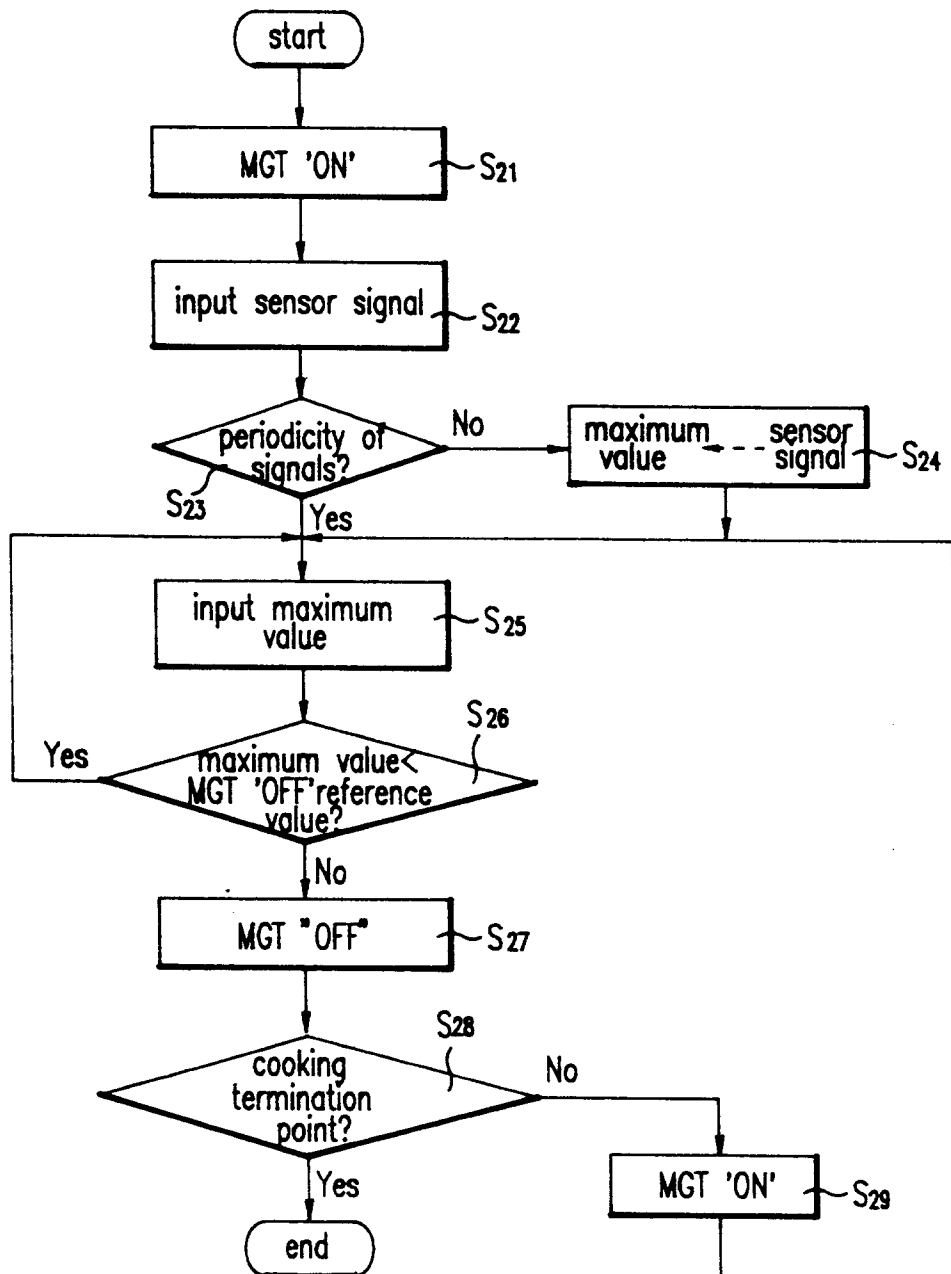 start
MGT 'ON'
S21
input sensor signal
S22
periodicity of
signals?
S23
No
Yes
maximum
value
sensor
signal
S24
input maximum
value
S25
maximum value<
MGT 'OFF'reference
value?
S26
Yes
No
MGT "OFF"
S27
cooking
termination
point?
S28
No
Yes
MGT 'ON'
S29
end